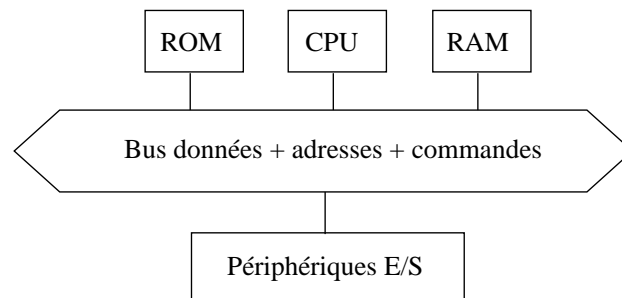 ROM CPU RAM
Bus données + adresses + commandes
Périphériques E/S